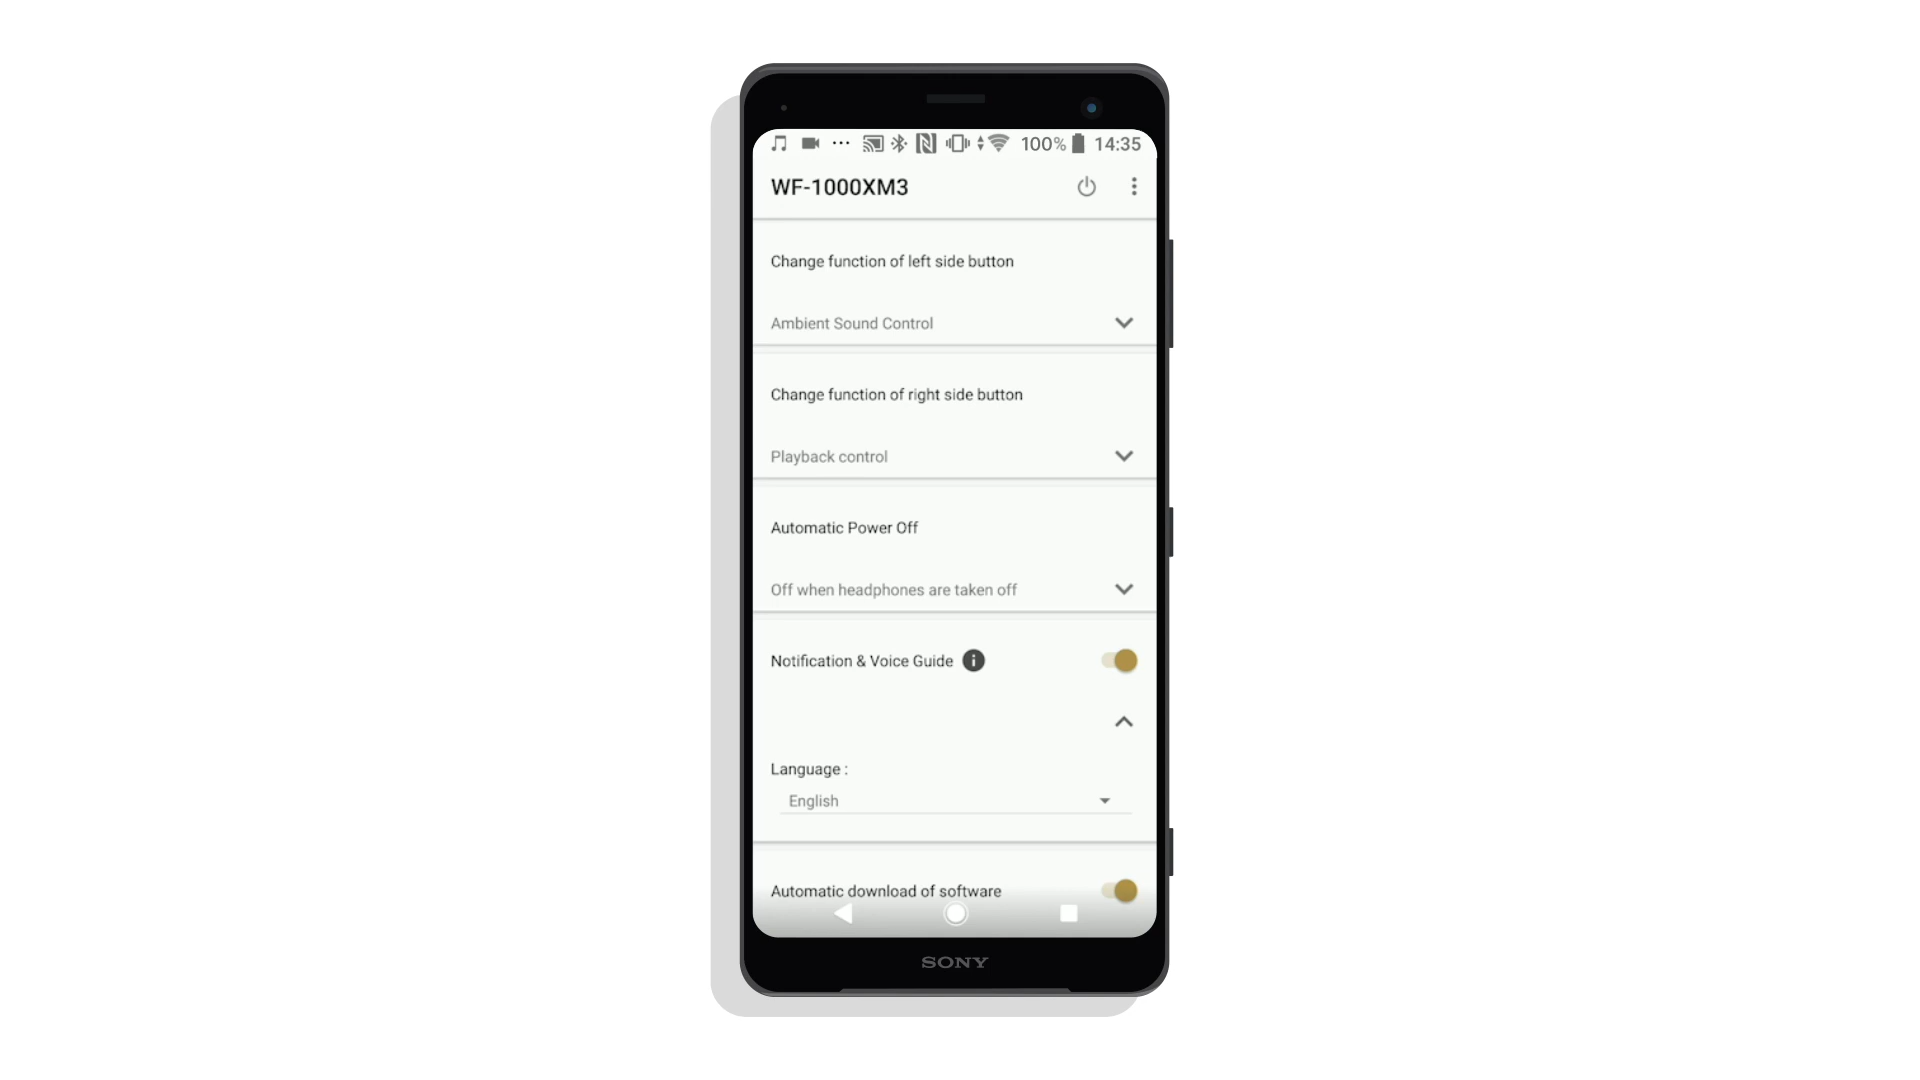 100% 14:35
WF-1000XM3
Change function of left side button
Ambient Sound Control
Change function of right side button
Playback control
Automatic Power Off
Off when headphones are taken off
Notification & Voice Guide
Language :
English
Automatic download of software
SONY